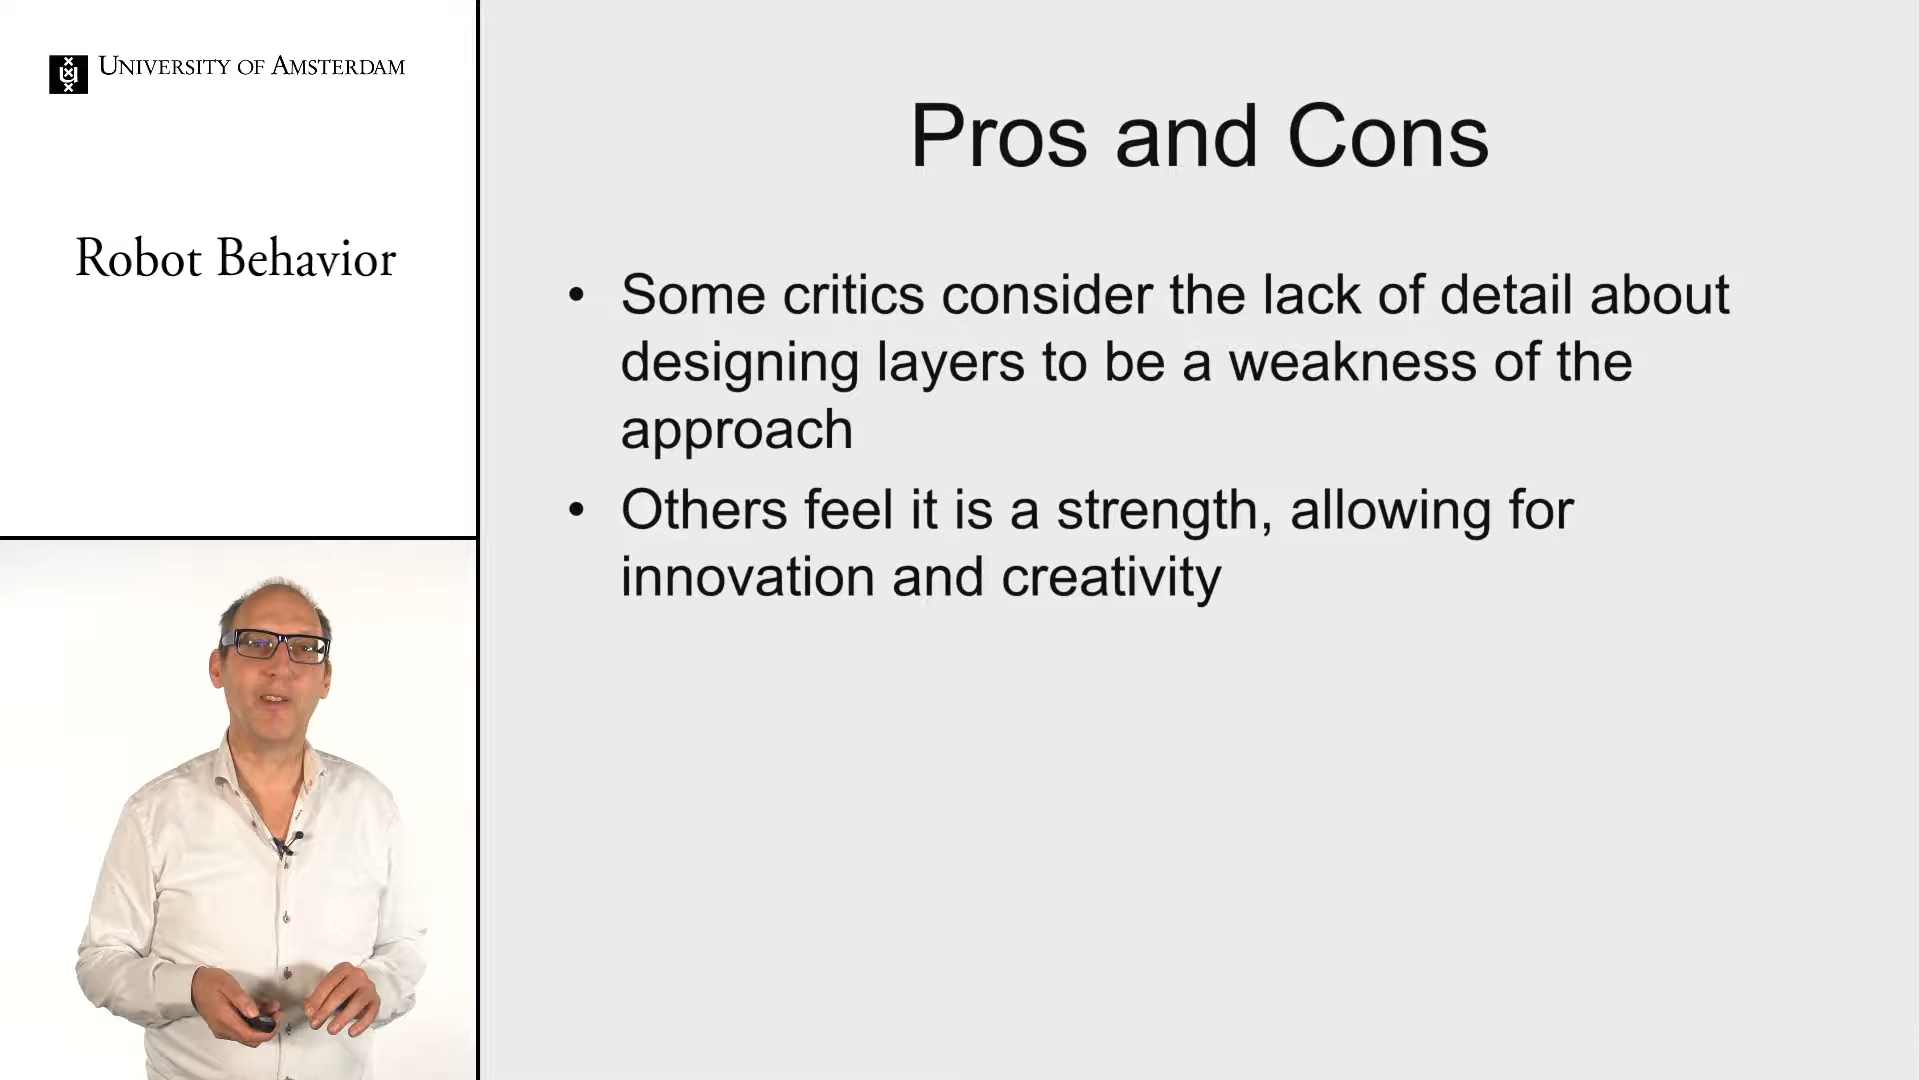 UNIVERSITY OF AMSTERDAM
Robot Behavior
Pros and Cons
• Some critics consider the lack of detail about
designing layers to be a weakness of the
approach
• Others feel it is a strength, allowing for
innovation and creativity